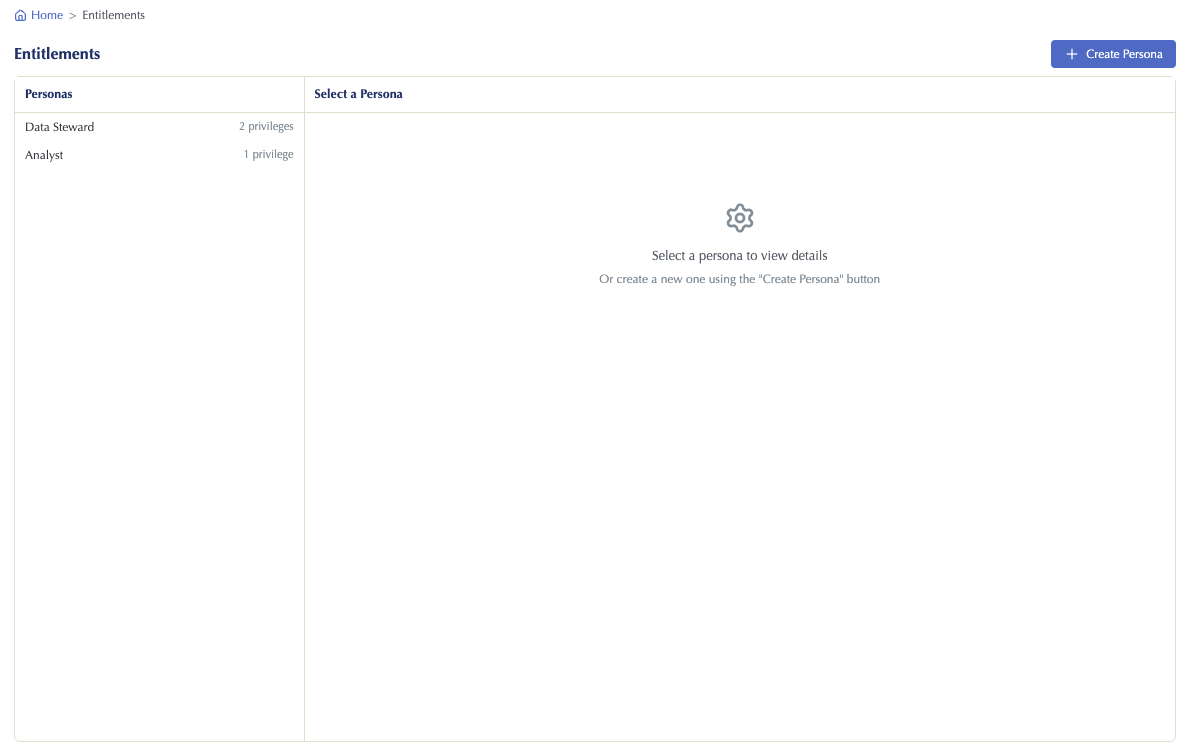 Home > Entitlements
Entitlements
Create Persona
Personas
Select a Persona
Data Steward 2 privileges
Analyst 1 privilege
Select a persona to view details
Or create a new one using the "Create Persona" button